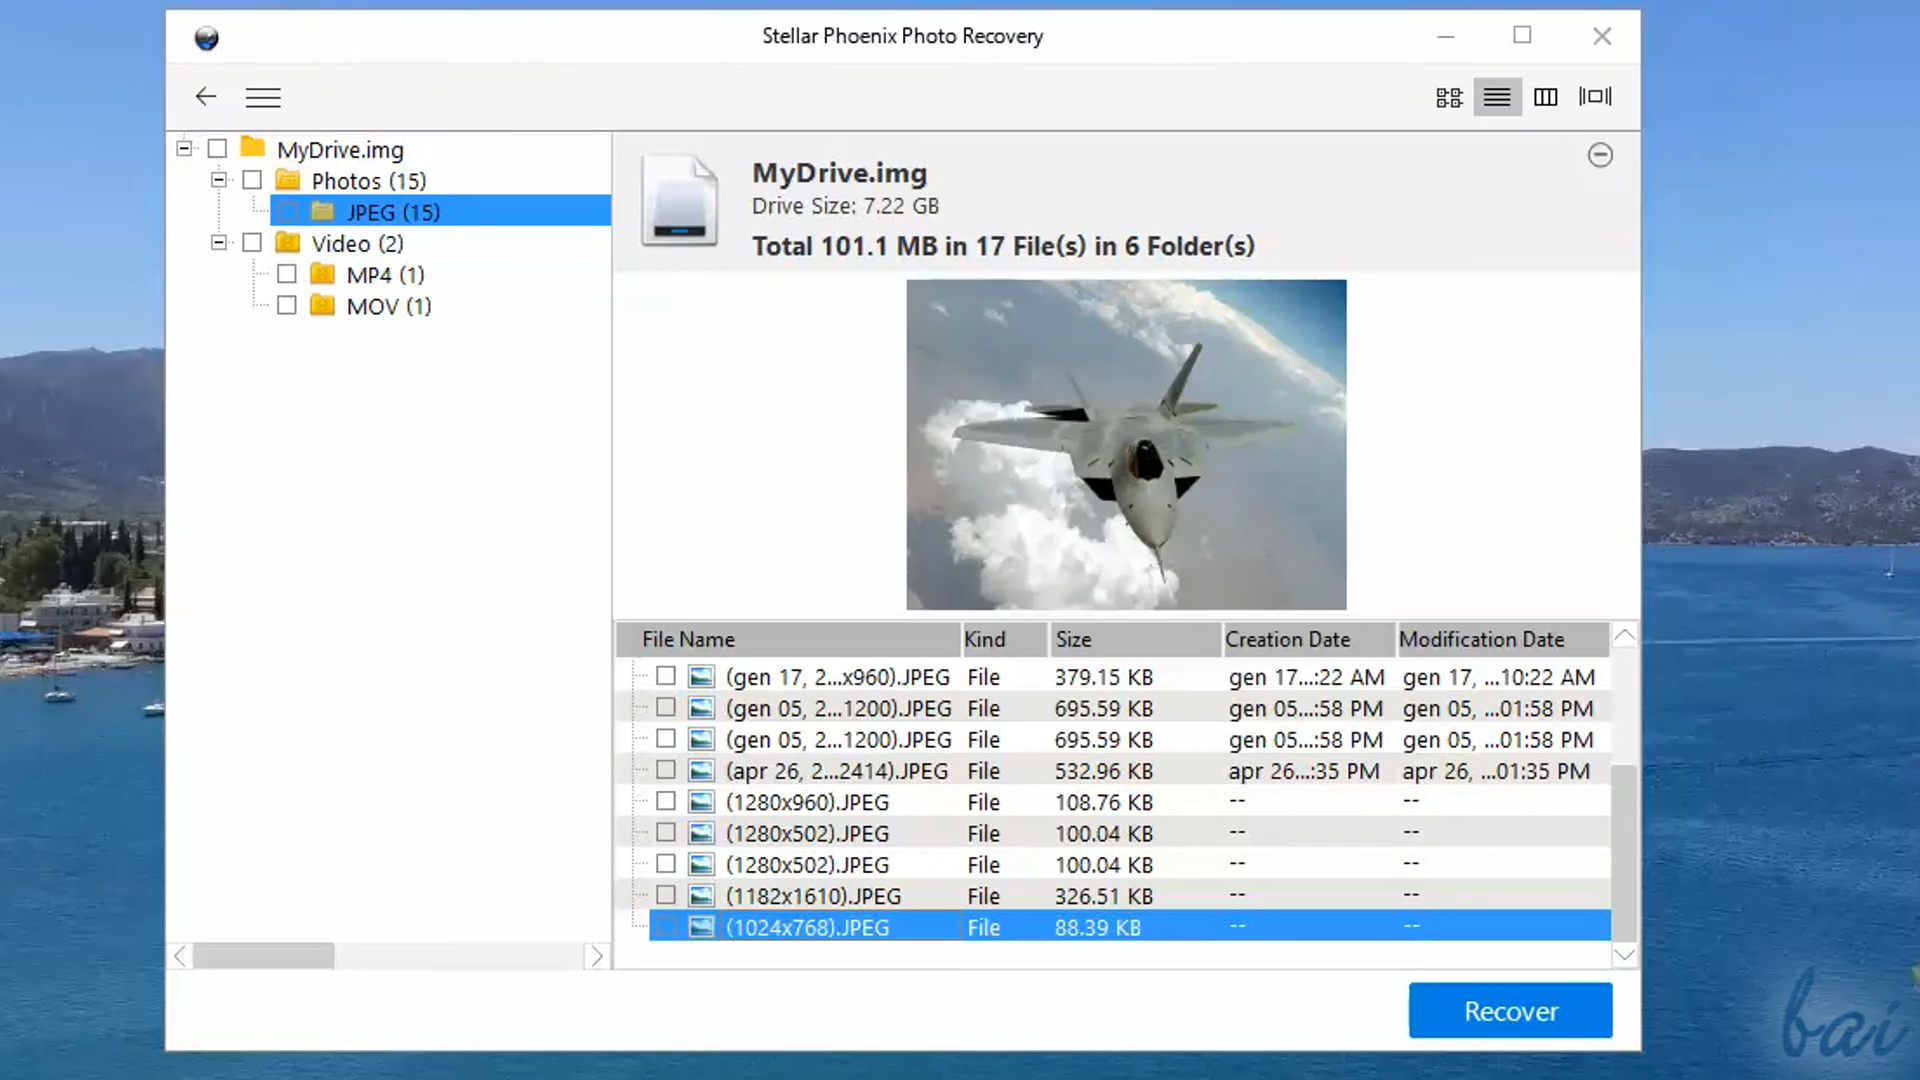 Stellar Phoenix Photo Recovery
MyDrive.img
Photos (15)
JPEG (15)
Video (2)
MP4 (1)
MOV (1)
MyDrive.img
Drive Size: 7.22 GB
Total 101.1 MB in 17 File(s) in 6 Folder(s)
File Name Kind Size Creation Date Modification Date
(gen 17, 2...x960).JPEG File 379.15 KB gen 17...:22 AM gen 17, ...10:22 AM
(gen 05, 2...1200).JPEG File 695.59 KB gen 05...:58 PM gen 05, ...01:58 PM
(gen 05, 2...1200).JPEG File 695.59 KB gen 05...:58 PM gen 05, ...01:58 PM
(apr 26, 2...2414).JPEG File 532.96 KB apr 26...:35 PM apr 26, ...01:35 PM
(1280x960).JPEG File 108.76 KB -- --
(1280x502).JPEG File 100.04 KB -- --
(1280x502).JPEG File 100.04 KB -- --
(1182x1610).JPEG File 326.51 KB -- --
(1024x768).JPEG File 88.39 KB -- --
Recover
bai